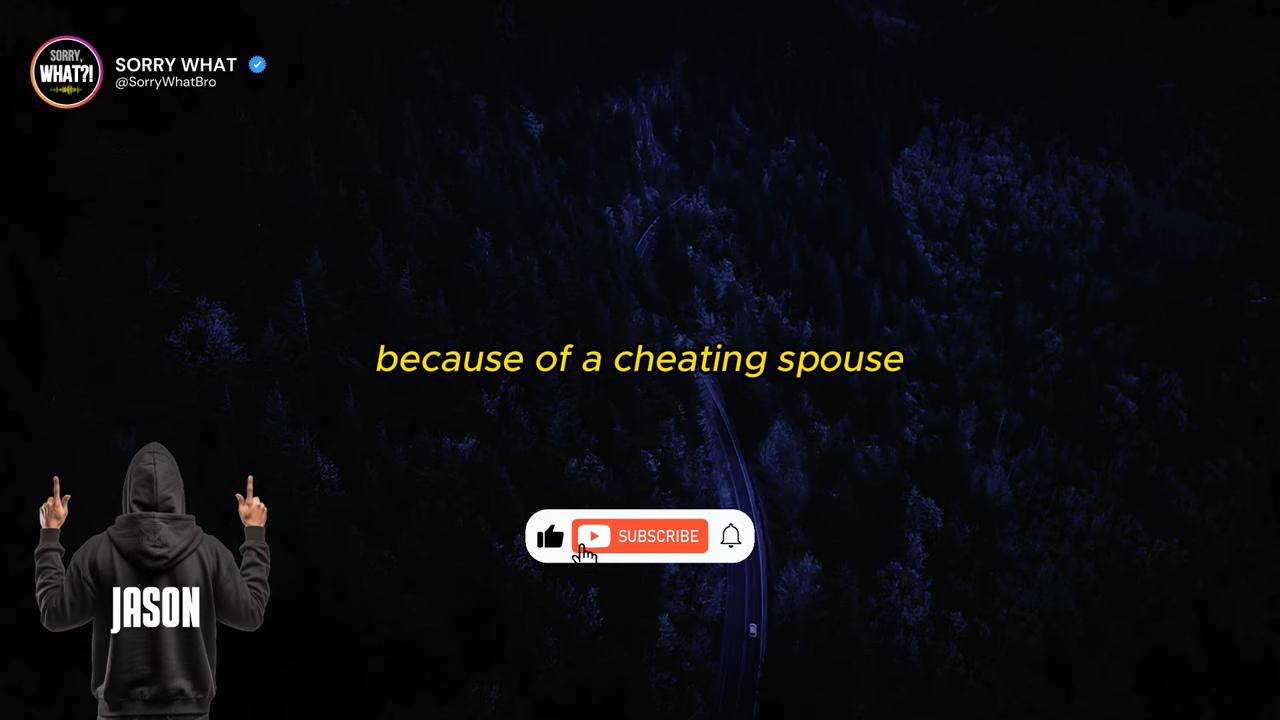 SORRY,
WHAT?!
SORRY WHAT
@SorryWhatBro
because of a cheating spouse
SUBSCRIBE
JASON